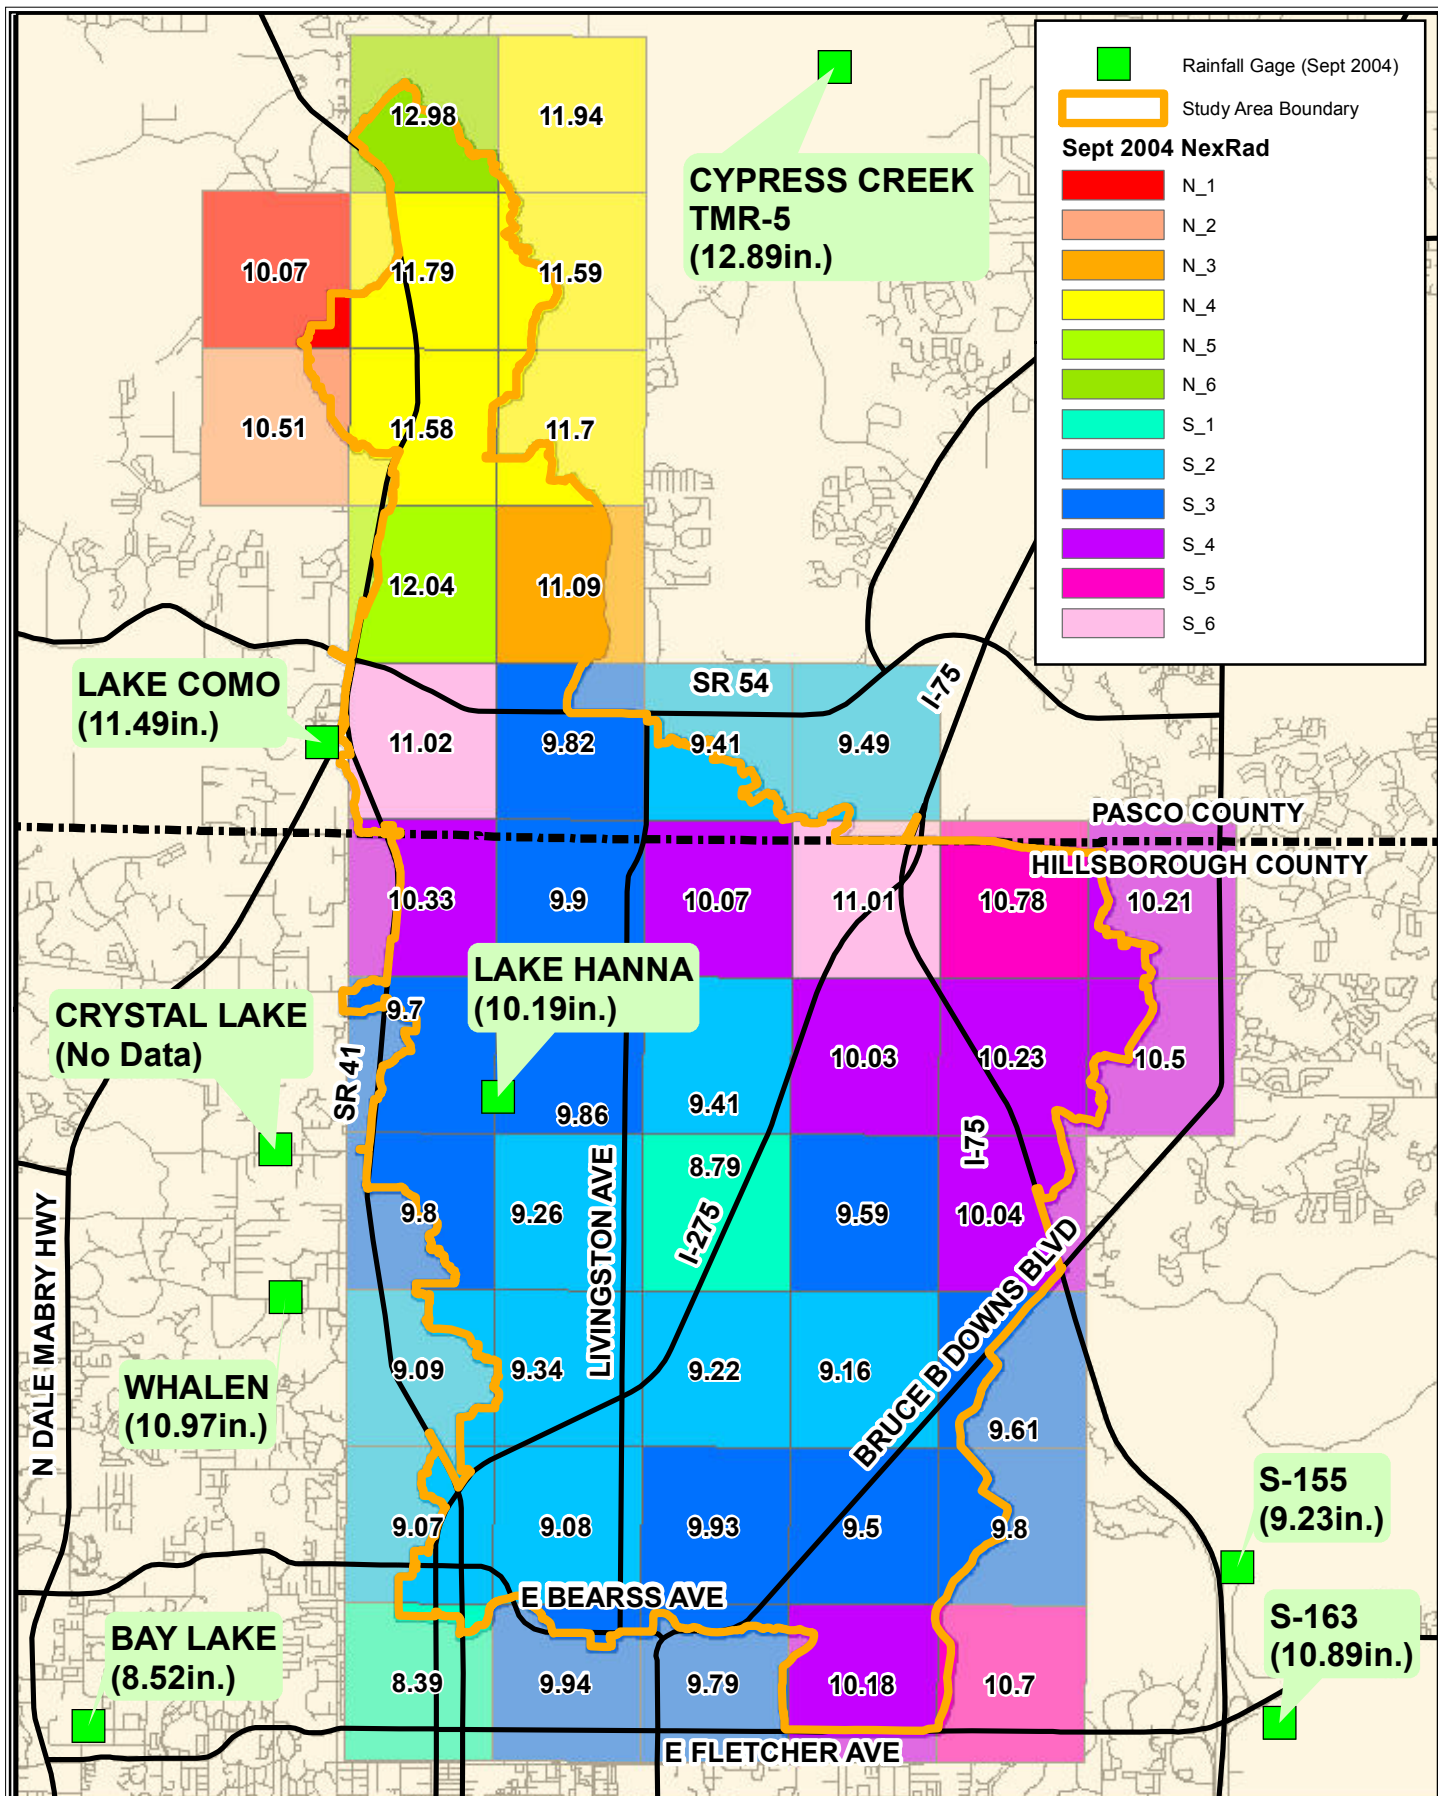 Rainfall Gage (Sept 2004)
Study Area Boundary
Sept 2004 NexRad
N_1
N_2
N_3
N_4
N_5
N_6
S_1
S_2
S_3
S_4
S_5
S_6
12.98
11.94
CYPRESS CREEK
TMR-5
(12.89in.)
10.07
11.79
11.59
10.51
11.58
11.7
12.04
11.09
LAKE COMO
(11.49in.)
SR 54
I-75
11.02
9.82
9.41
9.49
PASCO COUNTY
HILLSBOROUGH COUNTY
10.33
9.9
10.07
11.01
10.78
10.21
LAKE HANNA
(10.19in.)
CRYSTAL LAKE
(No Data)
9.7
SR 41
9.86
9.41
10.03
10.23
10.5
I-75
8.79
9.8
9.26
LIVINGSTON AVE
I-275
9.59
10.04
N DALE MABRY HWY
WHALEN
(10.97in.)
9.09
9.34
9.22
9.16
BRUCE B DOWNS BLVD
9.61
S-155
(9.23in.)
9.07
9.08
9.93
9.5
9.8
E BEARSS AVE
BAY LAKE
(8.52in.)
S-163
(10.89in.)
8.39
9.94
9.79
10.18
10.7
E FLETCHER AVE